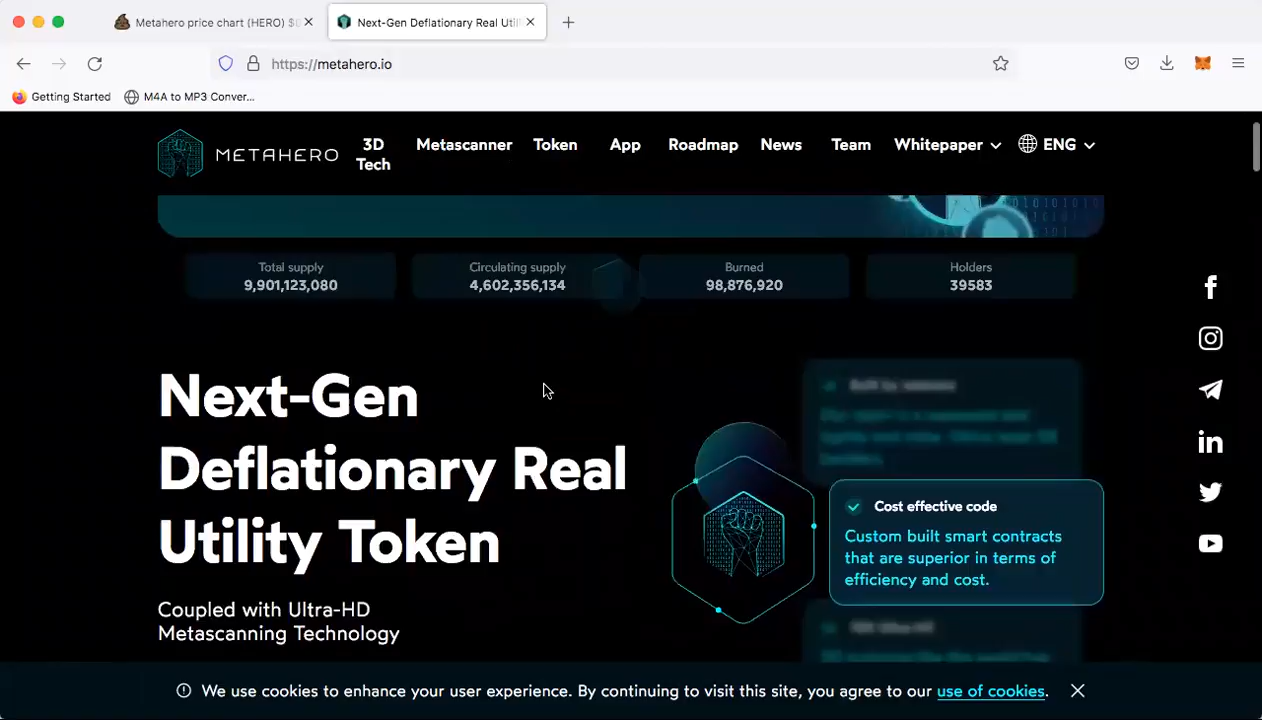 Metahero price chart (HERO) $0
Next-Gen Deflationary Real Util
https://metahero.io
Getting Started
M4A to MP3 Conver...
METAHERO
3D
Tech
Metascanner
Token
App
Roadmap
News
Team
Whitepaper
ENG
Total supply
9,901,123,080
Circulating supply
4,602,356,134
Burned
98,876,920
Holders
39583
Next-Gen
Deflationary Real
Utility Token
Coupled with Ultra-HD
Metascanning Technology
Cost effective code
Custom built smart contracts
that are superior in terms of
efficiency and cost.
We use cookies to enhance your user experience. By continuing to visit this site, you agree to our use of cookies.